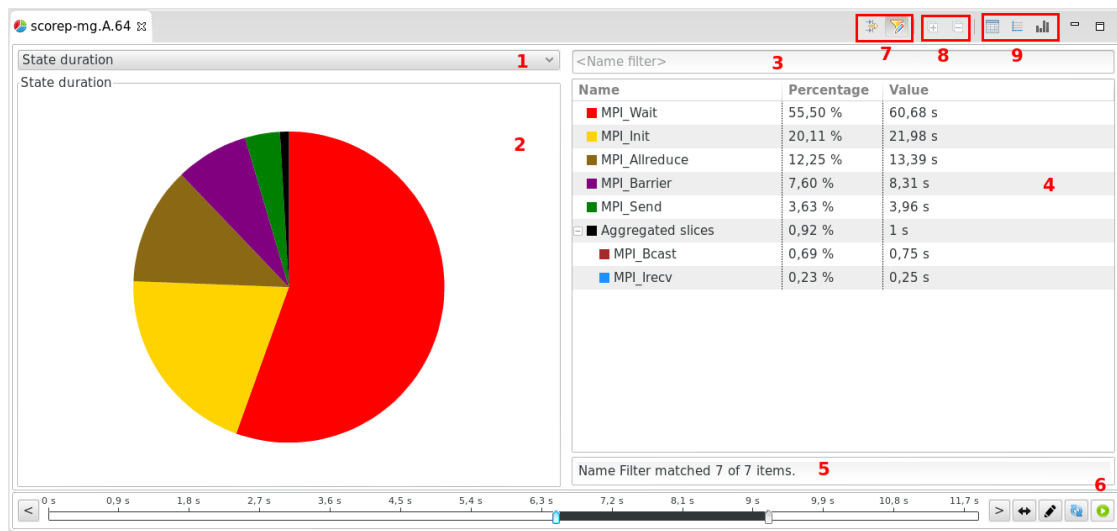 scorep-mg.A.64
7 8 9
State duration 1
State duration
2
<Name filter> 3
Name Percentage Value
MPI_Wait 55,50 % 60,68 s
MPI_Init 20,11 % 21,98 s
MPI_Allreduce 12,25 % 13,39 s
MPI_Barrier 7,60 % 8,31 s
4
MPI_Send 3,63 % 3,96 s
Aggregated slices 0,92 % 1 s
MPI_Bcast 0,69 % 0,75 s
MPI_Irecv 0,23 % 0,25 s
Name Filter matched 7 of 7 items. 5
6
0 s 0,9 s 1,8 s 2,7 s 3,6 s 4,5 s 5,4 s 6,3 s 7,2 s 8,1 s 9 s 9,9 s 10,8 s 11,7 s
< >